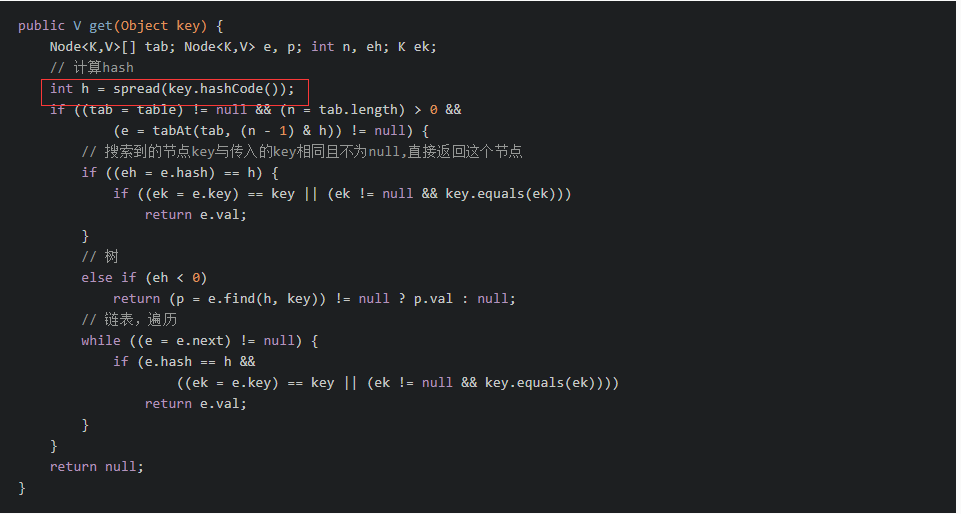 public V get(Object key) {
    Node<K,V>[] tab; Node<K,V> e, p; int n, eh; K ek;
    // 计算hash
    int h = spread(key.hashCode());
    if ((tab = table) != null && (n = tab.length) > 0 &&
            (e = tabAt(tab, (n - 1) & h)) != null) {
        // 搜索到的节点key与传入的key相同且不为null,直接返回这个节点
        if ((eh = e.hash) == h) {
            if ((ek = e.key) == key || (ek != null && key.equals(ek)))
                return e.val;
        }
        // 树
        else if (eh < 0)
            return (p = e.find(h, key)) != null ? p.val : null;
        // 链表，遍历
        while ((e = e.next) != null) {
            if (e.hash == h &&
                    ((ek = e.key) == key || (ek != null && key.equals(ek))))
                return e.val;
        }
    }
    return null;
}